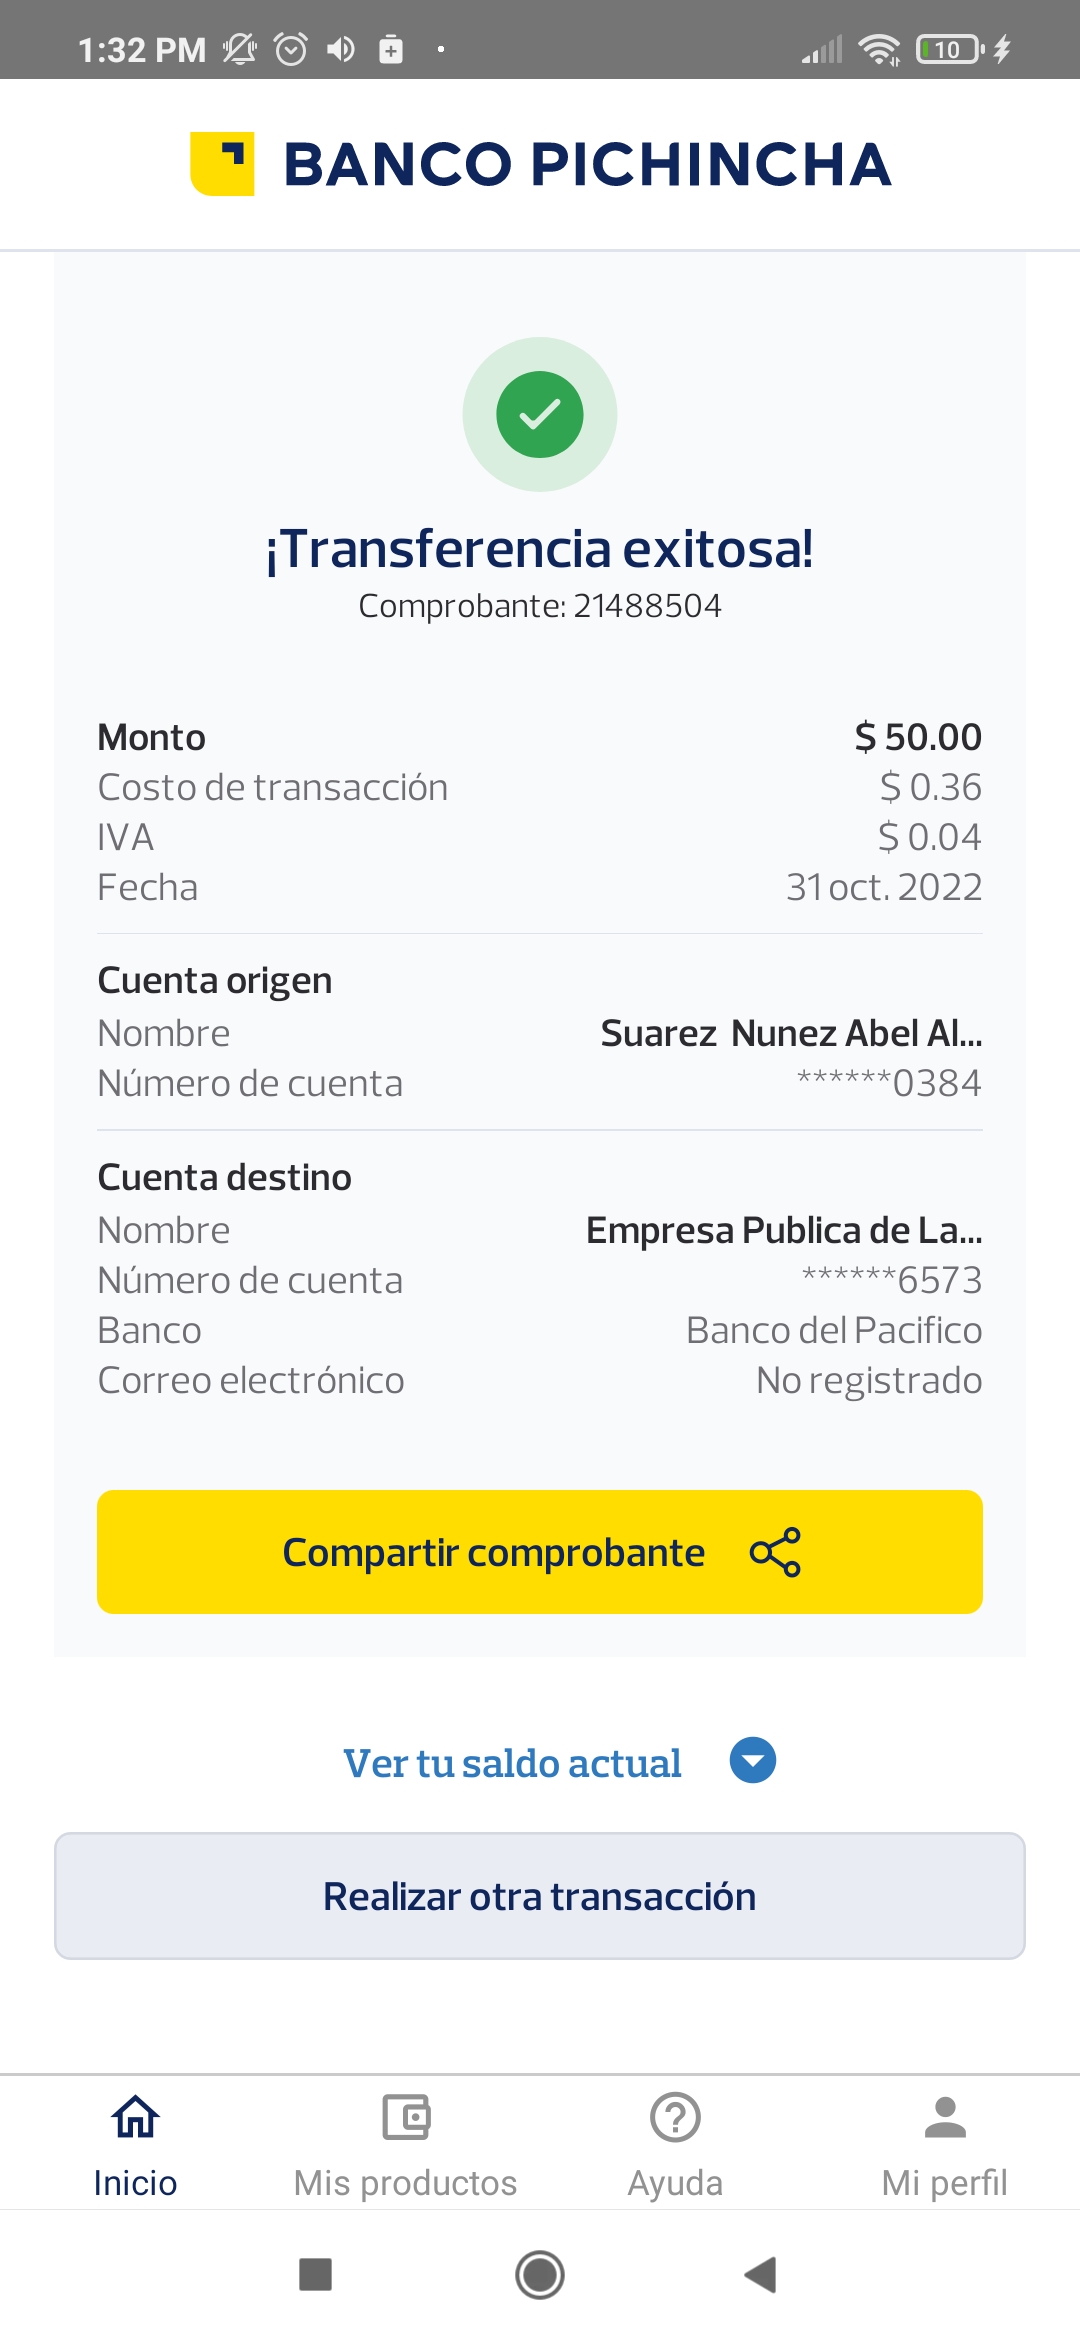 1:32 PM 10
BANCO PICHINCHA
¡Transferencia exitosa!
Comprobante: 21488504
Monto $ 50.00
Costo de transacción $ 0.36
IVA $ 0.04
Fecha 31 oct. 2022
Cuenta origen
Nombre Suarez  Nunez Abel Al...
Número de cuenta ******0384
Cuenta destino
Nombre Empresa Publica de La...
Número de cuenta ******6573
Banco Banco del Pacifico
Correo electrónico No registrado
Compartir comprobante
Ver tu saldo actual
Realizar otra transacción
Inicio Mis productos Ayuda Mi perfil